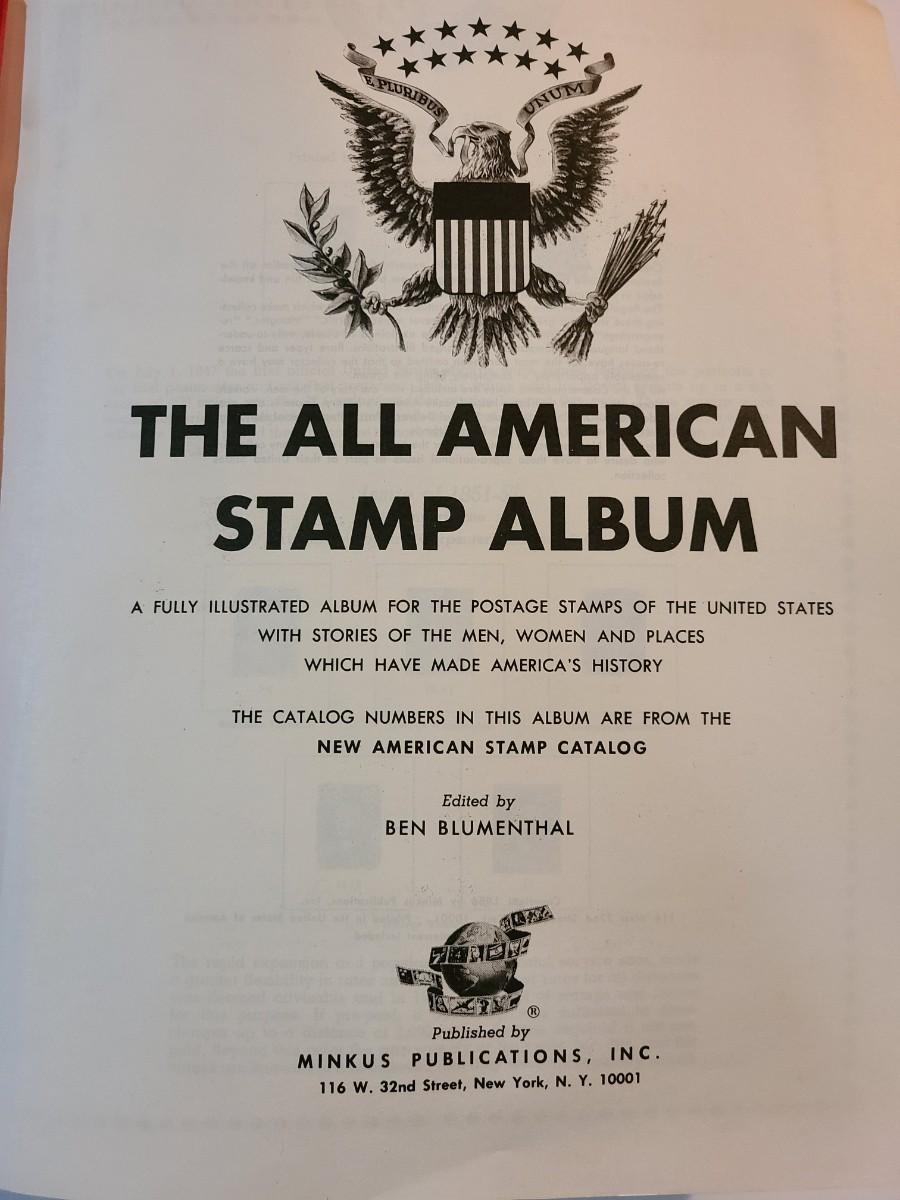 E PLURIBUS UNUM
THE ALL AMERICAN
STAMP ALBUM
A FULLY ILLUSTRATED ALBUM FOR THE POSTAGE STAMPS OF THE UNITED STATES
WITH STORIES OF THE MEN, WOMEN AND PLACES
WHICH HAVE MADE AMERICA'S HISTORY
THE CATALOG NUMBERS IN THIS ALBUM ARE FROM THE
NEW AMERICAN STAMP CATALOG
Edited by
BEN BLUMENTHAL
®
Published by
MINKUS PUBLICATIONS, INC.
116 W. 32nd Street, New York, N. Y. 10001